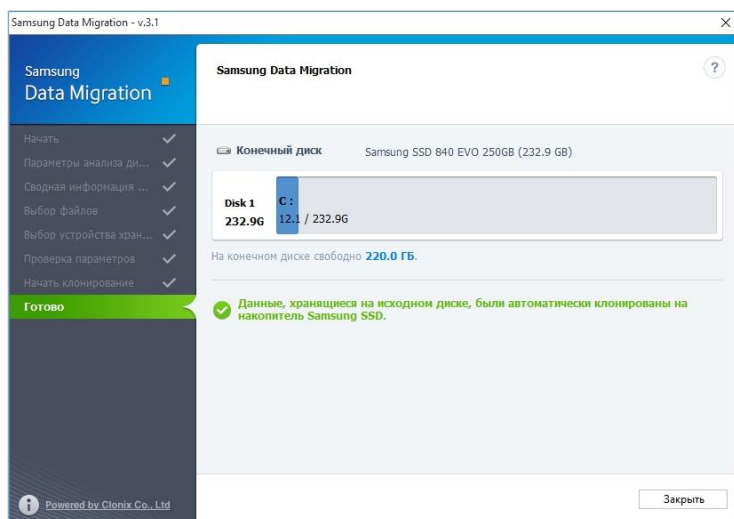 Samsung Data Migration - v.3.1
Samsung
Data Migration
Samsung Data Migration
?
Начать
Параметры анализа ди...
Сводная информация ...
Выбор файлов
Выбор устройства хран...
Проверка параметров
Начать клонирование
Готово
Конечный диск Samsung SSD 840 EVO 250GB (232.9 GB)
Disk 1
232.9G
C :
12.1 / 232.9G
На конечном диске свободно 220.0 ГБ.
Данные, хранящиеся на исходном диске, были автоматически клонированы на
накопитель Samsung SSD.
Powered by Clonix Co., Ltd
Закрыть